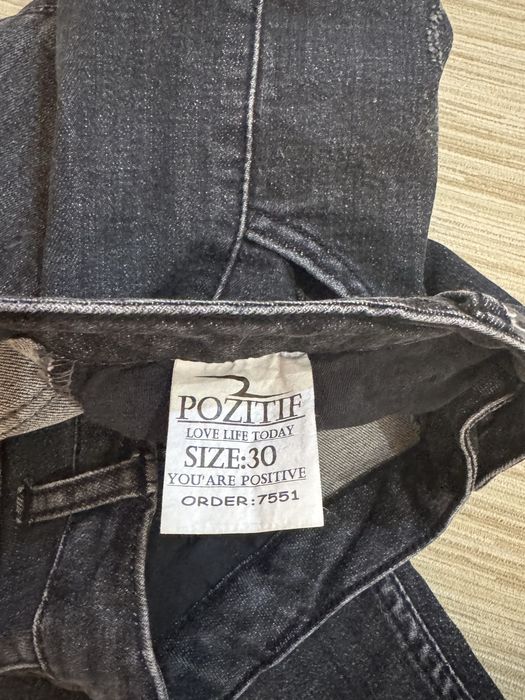 POZITIF
LOVE LIFE TODAY
SIZE:30
YOU'ARE POSITIVE
ORDER:7551